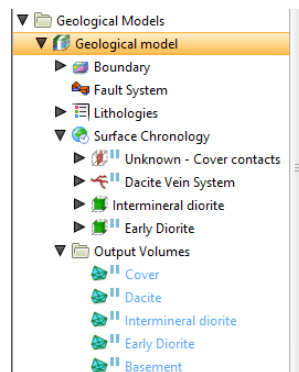 Geological Models
Geological model
Boundary
Fault System
Lithologies
Surface Chronology
Unknown - Cover contacts
Dacite Vein System
Intermineral diorite
Early Diorite
Output Volumes
Cover
Dacite
Intermineral diorite
Early Diorite
Basement